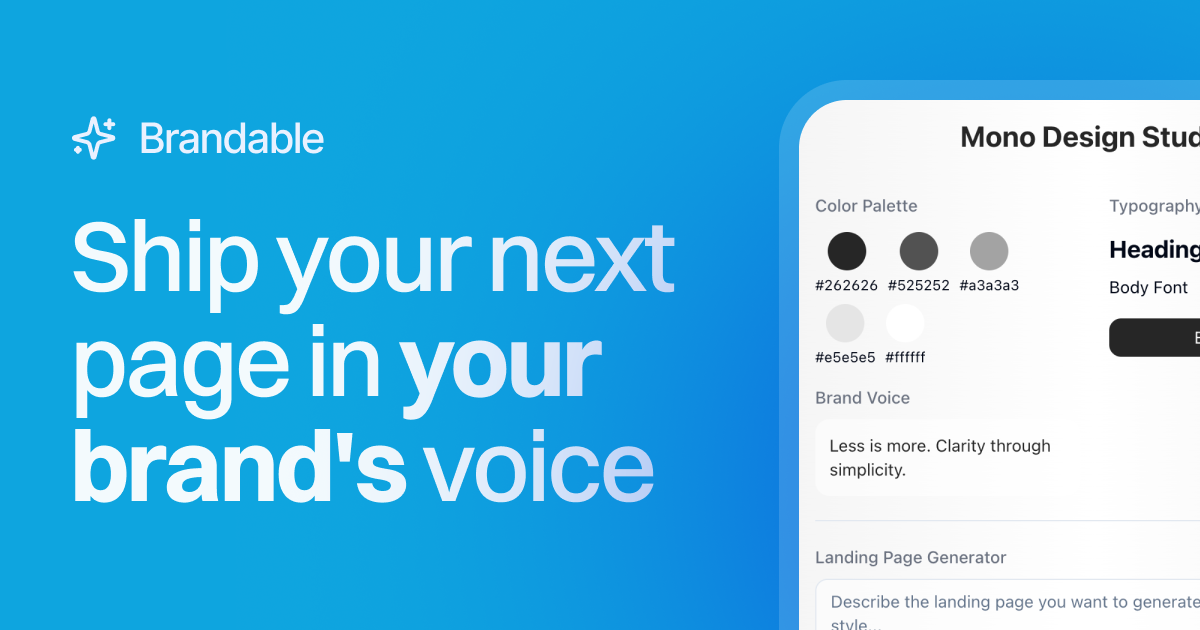 Brandable
Ship your next
page in your
brand's voice
Mono Design Stud
Color Palette
#262626 #525252 #a3a3a3
#e5e5e5 #ffffff
Typography
Heading
Body Font
Brand Voice
Less is more. Clarity through
simplicity.
Landing Page Generator
Describe the landing page you want to generate
style...